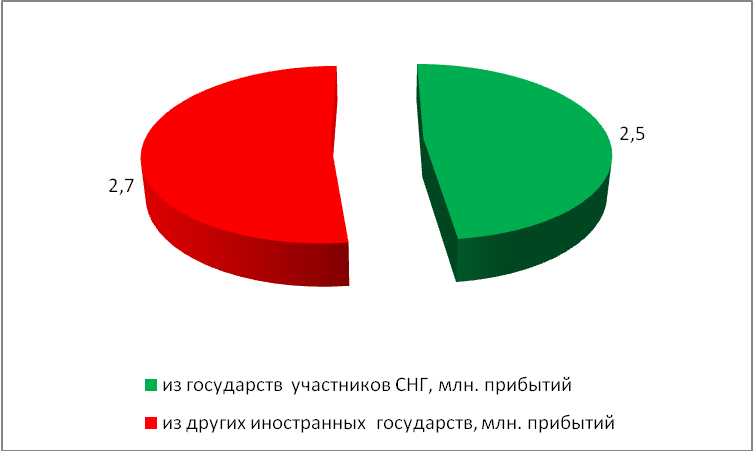 2,5
2,7
из государств участников СНГ, млн. прибытий
из других иностранных государств, млн. прибытий